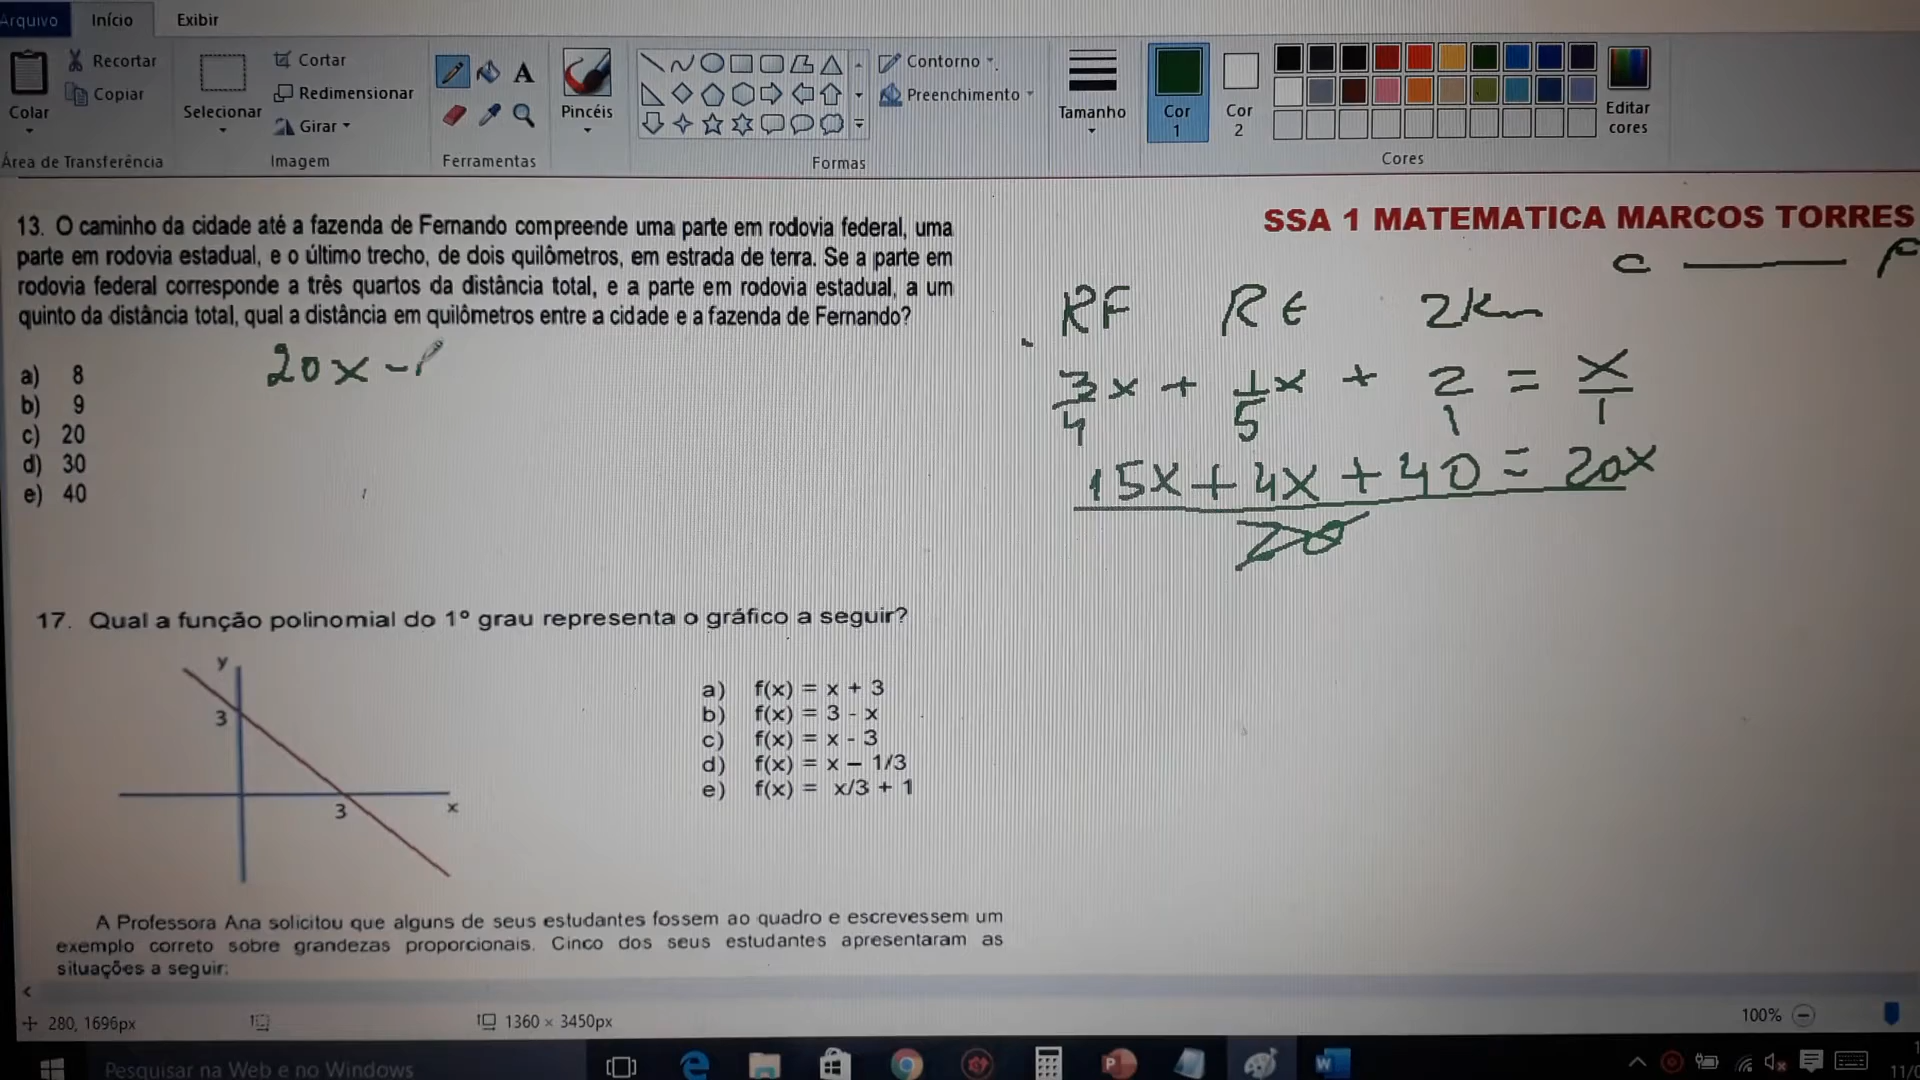 Arquivo Início Exibir
Colar Recortar Copiar
Área de Transferência
Selecionar Cortar Redimensionar Girar
Imagem
A
Ferramentas
Pincéis
Contorno
Preenchimento
Formas
Tamanho
Cor 1
Cor 2
Editar cores
Cores
13. O caminho da cidade até a fazenda de Fernando compreende uma parte em rodovia federal, uma
parte em rodovia estadual, e o último trecho, de dois quilômetros, em estrada de terra. Se a parte em
rodovia federal corresponde a três quartos da distância total, e a parte em rodovia estadual, a um
quinto da distância total, qual a distância em quilômetros entre a cidade e a fazenda de Fernando?
a) 8
b) 9
c) 20
d) 30
e) 40
20x -
SSA 1 MATEMATICA MARCOS TORRES
C F
RF RE 2km
3/4 x + 1/5 x + 2/1 = x/1
15x + 4x + 40 = 20x
20
17. Qual a função polinomial do 1º grau representa o gráfico a seguir?
y
3
3
x
a) f(x) = x + 3
b) f(x) = 3 - x
c) f(x) = x - 3
d) f(x) = x – 1/3
e) f(x) = x/3 + 1
A Professora Ana solicitou que alguns de seus estudantes fossem ao quadro e escrevessem um
exemplo correto sobre grandezas proporcionais. Cinco dos seus estudantes apresentaram as
situações a seguir:
280, 1696px
1360 × 3450px
100%
Pesquisar na Web e no Windows